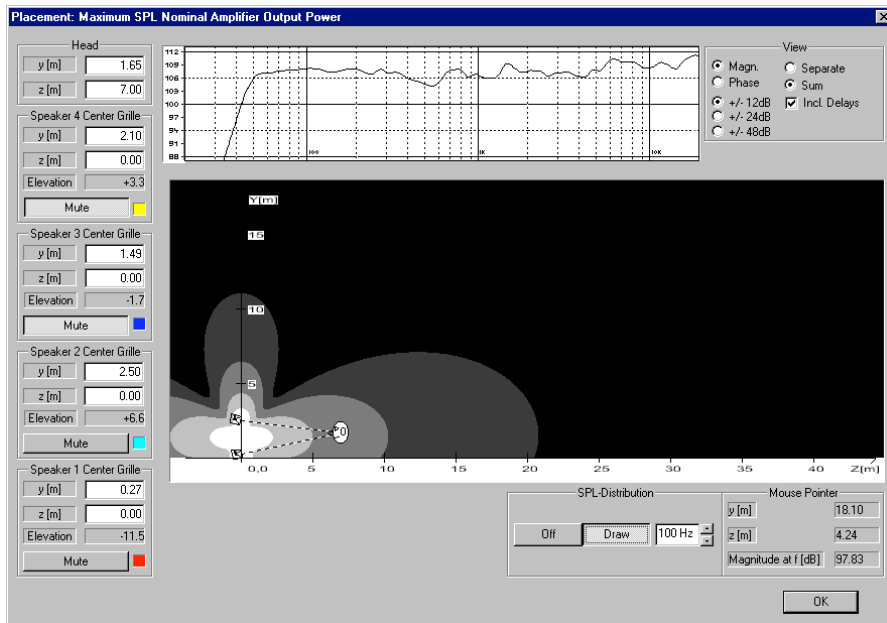 Placement: Maximum SPL Nominal Amplifier Output Power
Head
y [m] 1.65
z [m] 7.00
Speaker 4 Center Grille
y [m] 2.10
z [m] 0.00
Elevation +3.3
Mute
Speaker 3 Center Grille
y [m] 1.49
z [m] 0.00
Elevation -1.7
Mute
Speaker 2 Center Grille
y [m] 2.50
z [m] 0.00
Elevation +6.6
Mute
Speaker 1 Center Grille
y [m] 0.27
z [m] 0.00
Elevation -11.5
Mute
112
109
106
103
100
97
94
91
88
100 1K 10K
View
Magn. Separate
Phase Sum
+/- 12dB Incl. Delays
+/- 24dB
+/- 48dB
Y[m]
15
10
5
0,0 5 10 15 20 25 30 35 40 Z[m]
SPL-Distribution
Off Draw 100 Hz
Mouse Pointer
y [m] 18.10
z [m] 4.24
Magnitude at f [dB] 97.83
OK